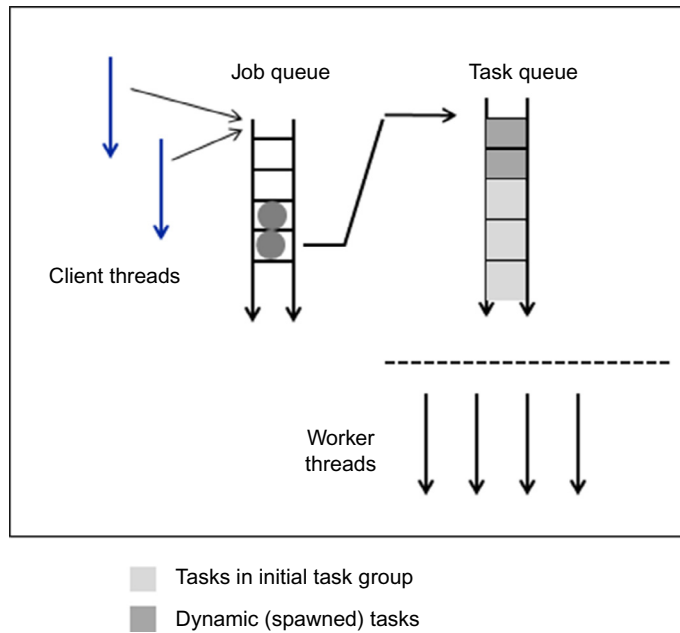 Job queue
Task queue
Client threads
Worker
threads
Tasks in initial task group
Dynamic (spawned) tasks